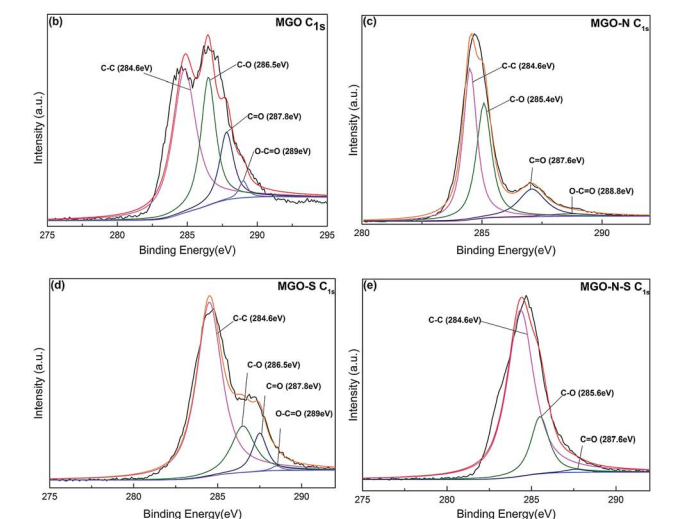 (b)
MGO C1s
C-C (284.6eV)
C-O (286.5eV)
C=O (287.8eV)
O-C=O (289eV)
Intensity (a.u.)
275 280 285 290 295
Binding Energy(eV)
(c)
MGO-N C1s
C-C (284.6eV)
C-O (285.4eV)
C=O (287.6eV)
O-C=O (288.8eV)
Intensity (a.u.)
280 285 290
Binding Energy(eV)
(d)
MGO-S C1s
C-C (284.6eV)
C-O (286.5eV)
C=O (287.8eV)
O-C=O (289eV)
Intensity (a.u.)
275 280 285 290
Binding Energy(eV)
(e)
MGO-N-S C1s
C-C (284.6eV)
C-O (285.6eV)
C=O (287.6eV)
Intensity (a.u.)
275 280 285 290
Binding Energy(eV)